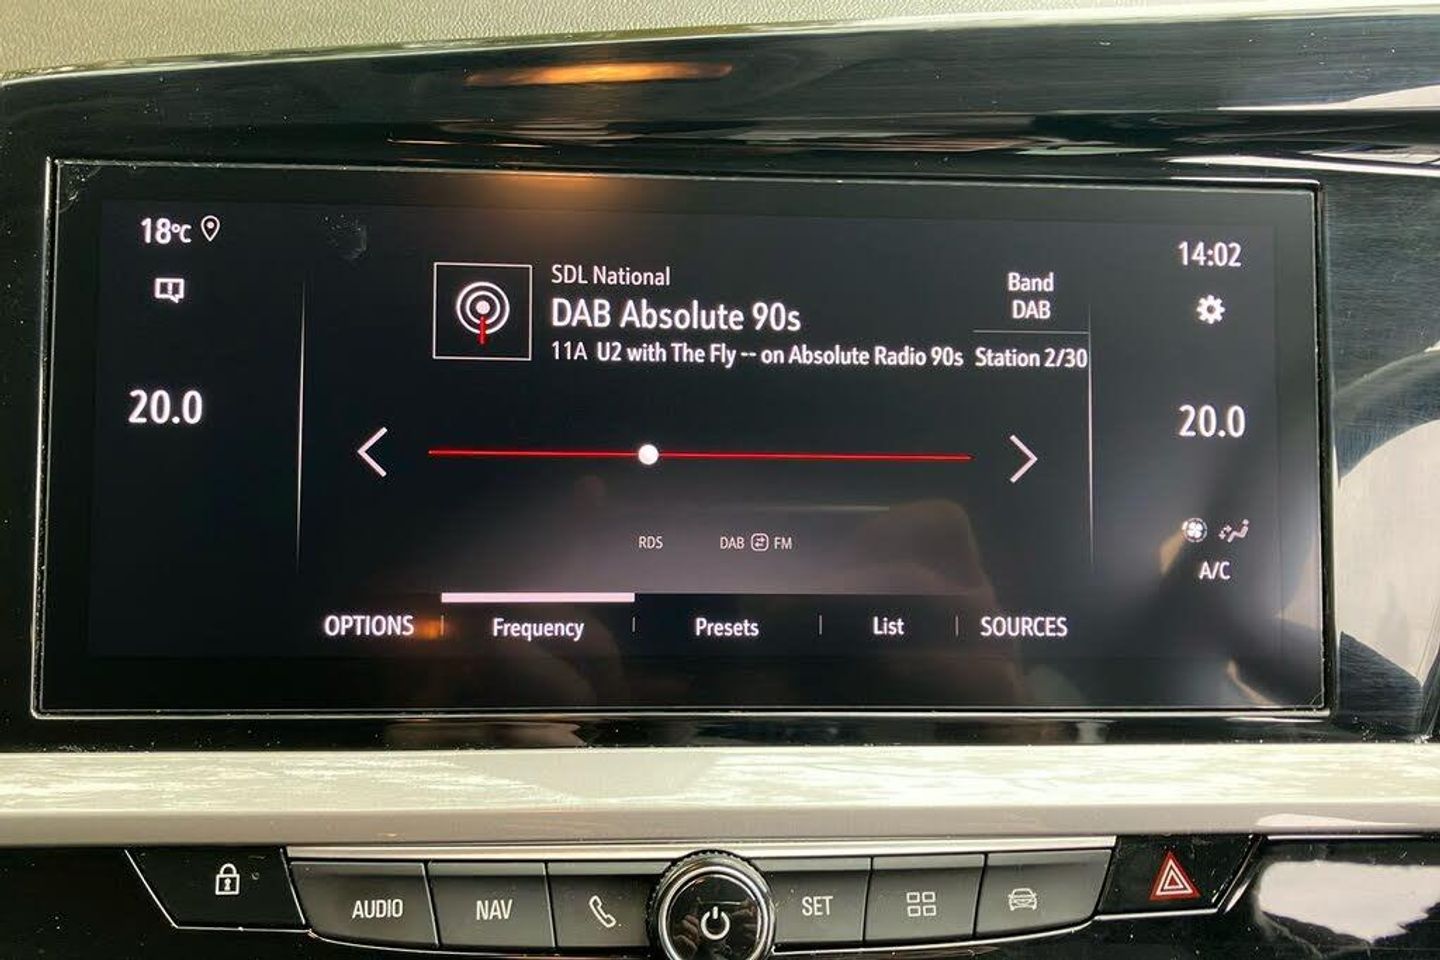 18°C
14:02
SDL National
DAB Absolute 90s
11A U2 with The Fly -- on Absolute Radio 90s
Band
DAB
Station 2/30
20.0
20.0
RDS
DAB FM
A/C
OPTIONS Frequency Presets List SOURCES
AUDIO NAV SET